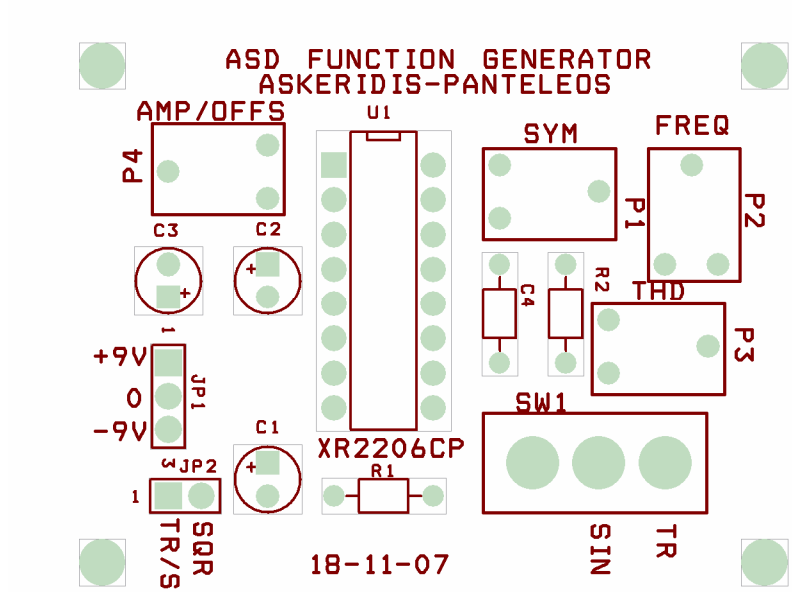 ASD FUNCTION GENERATOR
ASKERIDIS-PANTELEOS
AMP/OFFS
U1
SYM
FREQ
P4
P1
P2
C3
C2
+
+
C4
R2
THD
1
+9V
0
-9V
JP1
P3
SW1
C1
XR2206CP
+
3
JP2
R1
1
TR/S
SQR
SIN
TR
18-11-07